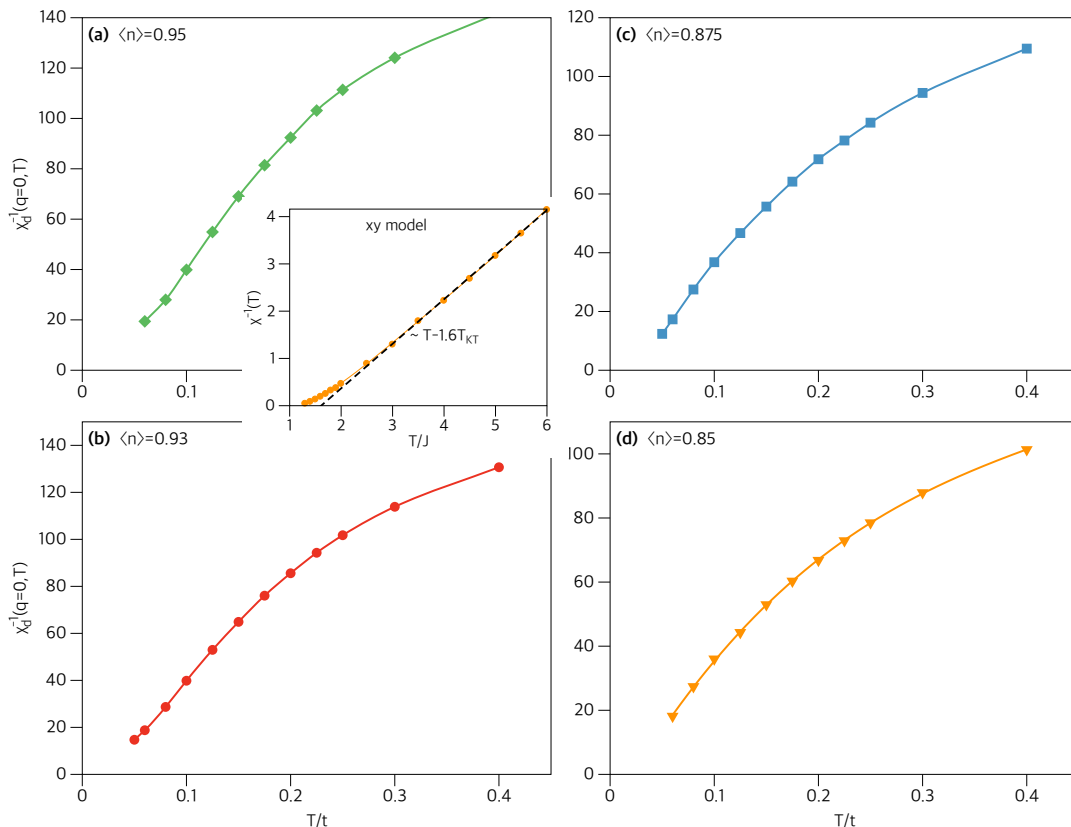 (a) ⟨n⟩=0.95
140
120
100
80
60
40
20
0
χd⁻¹(q=0,T)
0 0.1
xy model
4
3
2
1
0
χ⁻¹(T)
~ T-1.6T_KT
1 2 3 4 5 6
T/J
(c) ⟨n⟩=0.875
120
100
80
60
40
20
0
0 0.1 0.2 0.3 0.4
(b) ⟨n⟩=0.93
140
120
100
80
60
40
20
0
χd⁻¹(q=0,T)
0 0.1 0.2 0.3 0.4
T/t
(d) ⟨n⟩=0.85
100
80
60
40
20
0
0 0.1 0.2 0.3 0.4
T/t